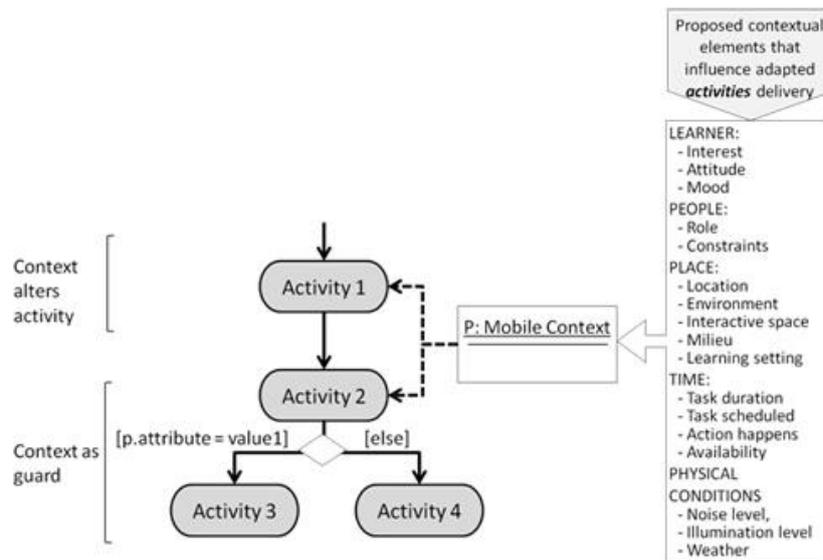 Proposed contextual
elements that
influence adapted
activities delivery
LEARNER:
- Interest
- Attitude
- Mood
PEOPLE:
- Role
- Constraints
PLACE:
- Location
- Environment
- Interactive space
- Milieu
- Learning setting
TIME:
- Task duration
- Task scheduled
- Action happens
- Availability
PHYSICAL
CONDITIONS
- Noise level,
- Illumination level
- Weather
Context
alters
activity
Activity 1
P: Mobile Context
Activity 2
Context as
guard
[p.attribute = value1]
[else]
Activity 3
Activity 4